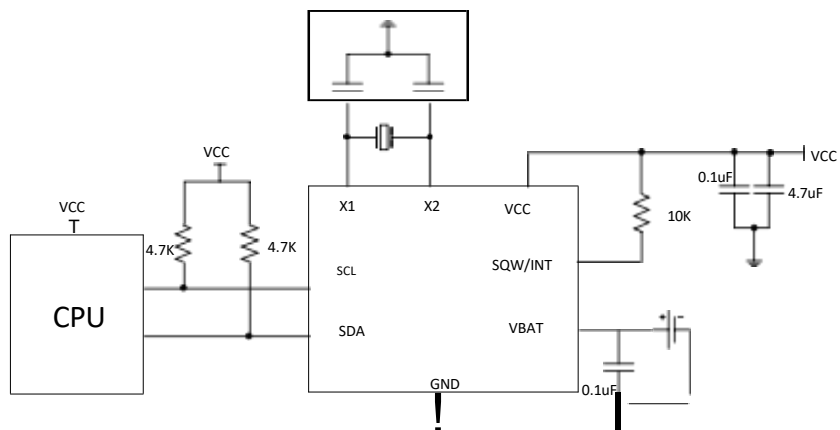 VCC
VCC
VCC
X1
X2
VCC
0.1uF
4.7uF
4.7K
4.7K
10K
SCL
SQW/INT
CPU
SDA
VBAT
+ -
GND
0.1uF